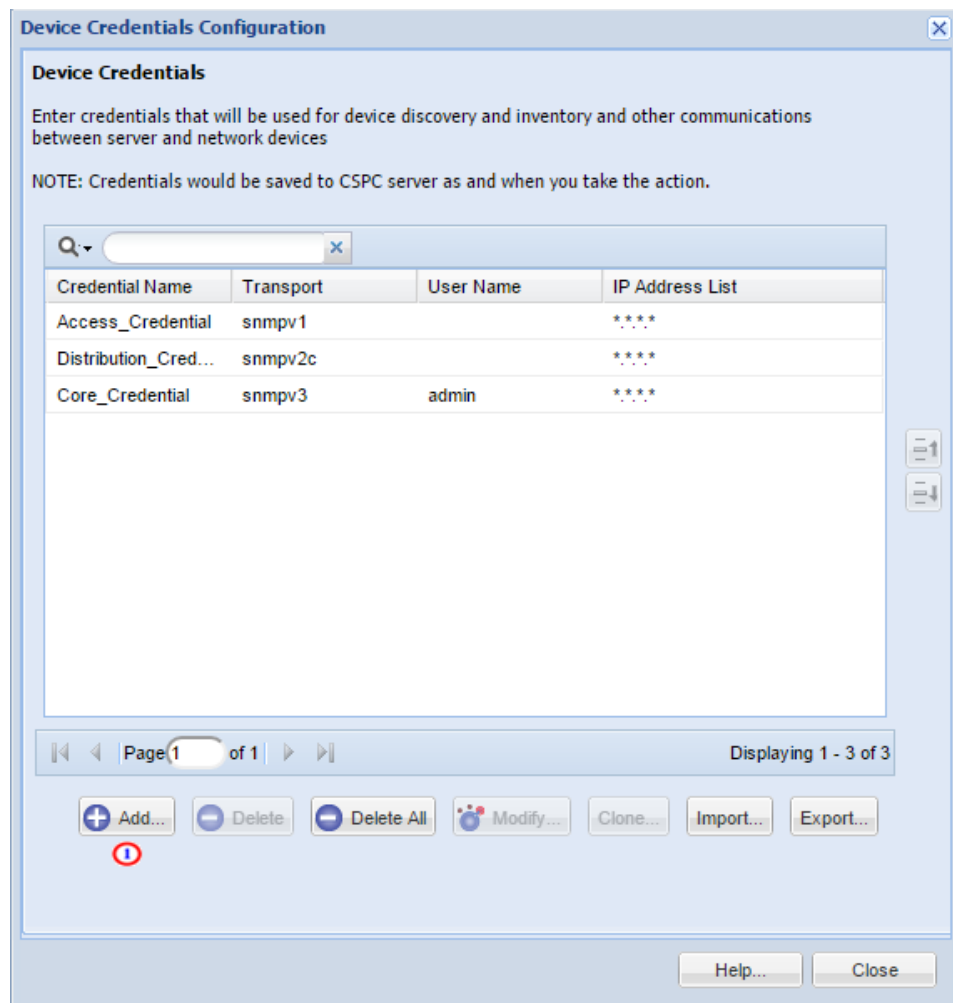 Device Credentials Configuration
Device Credentials
Enter credentials that will be used for device discovery and inventory and other communications
between server and network devices
NOTE: Credentials would be saved to CSPC server as and when you take the action.
Credential Name Transport User Name IP Address List
Access_Credential snmpv1 *.*.*.*
Distribution_Cred... snmpv2c *.*.*.*
Core_Credential snmpv3 admin *.*.*.*
Page 1 of 1 Displaying 1 - 3 of 3
Add... Delete Delete All Modify... Clone... Import... Export...
1
Help... Close